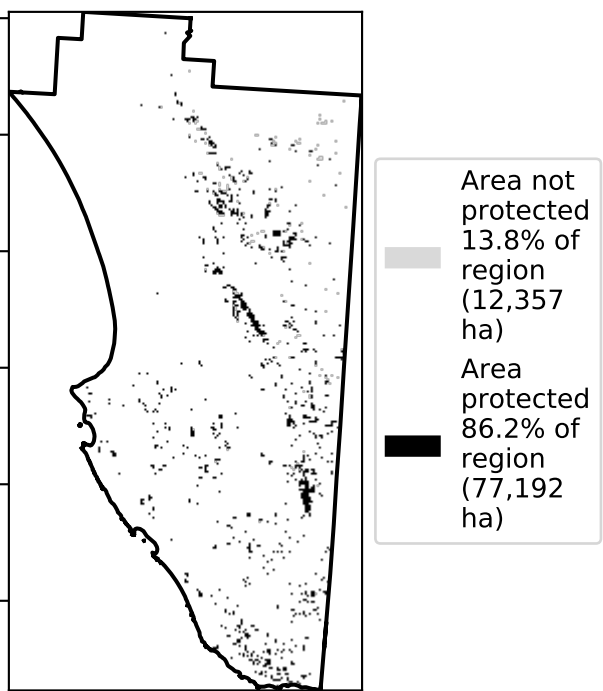 Area not
protected
13.8% of
region
(12,357
ha)
Area
protected
86.2% of
region
(77,192
ha)